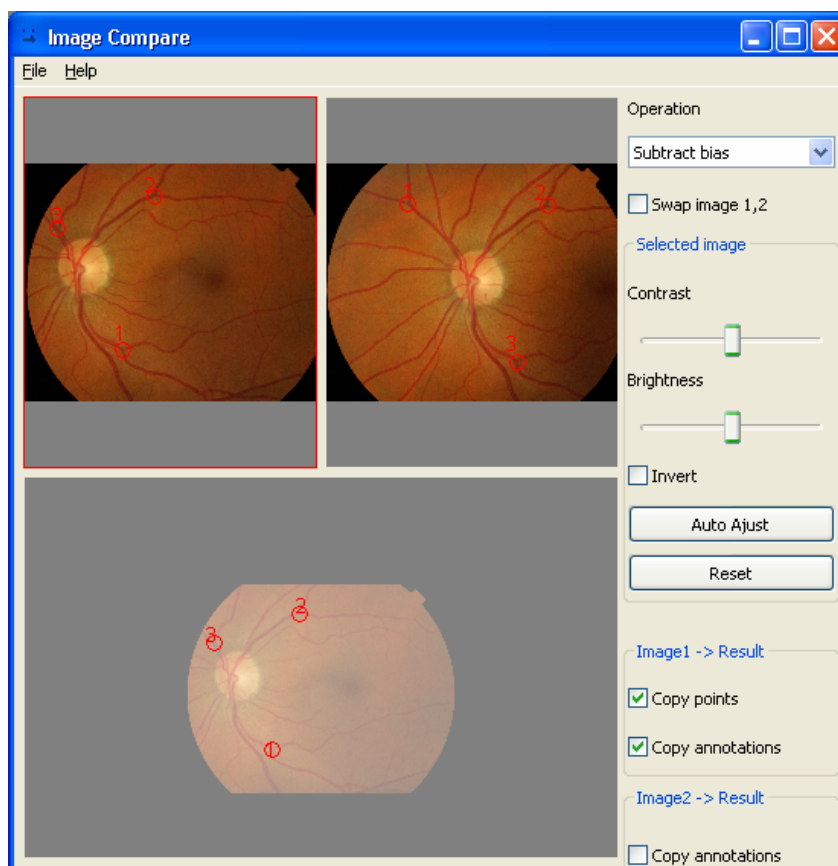 Image Compare
File Help
3
2
1
1
2
3
3
2
1
Operation
Subtract bias
Swap image 1,2
Selected image
Contrast
Brightness
Invert
Auto Ajust
Reset
Image1 -> Result
Copy points
Copy annotations
Image2 -> Result
Copy annotations